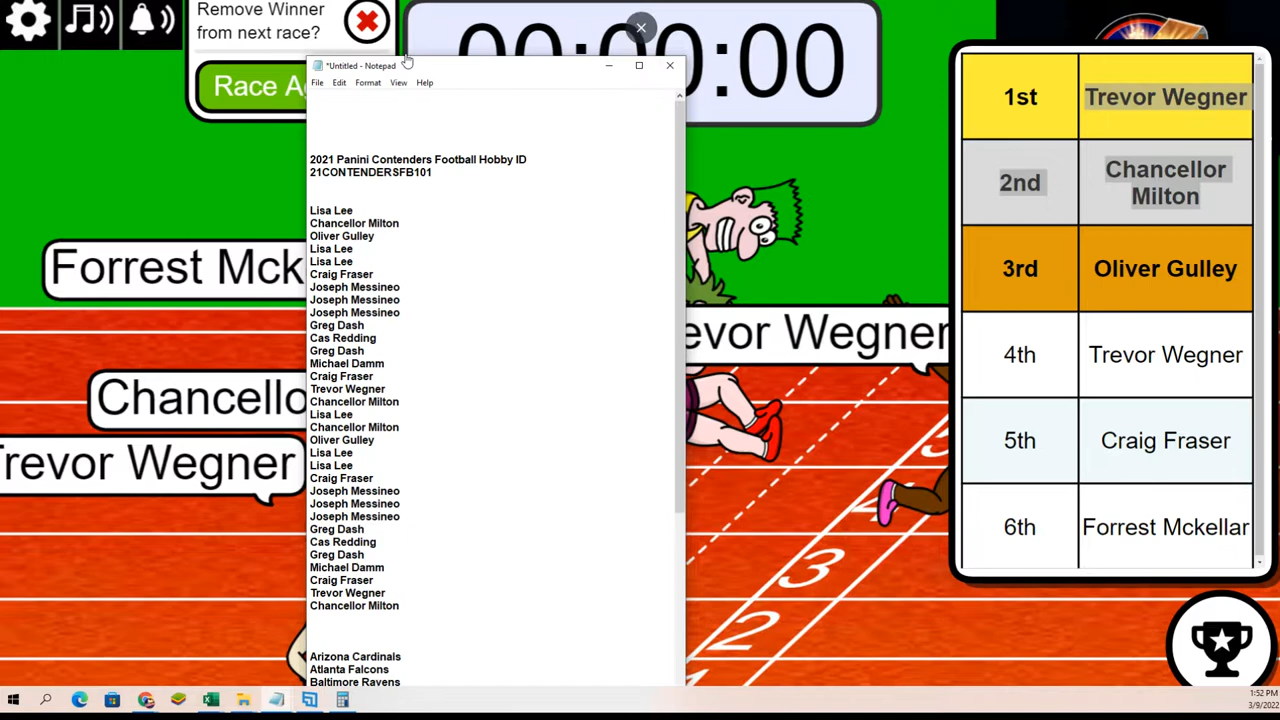 Remove Winner
from next race?
Race Ag
00:00:00
*Untitled - Notepad
File Edit Format View Help
2021 Panini Contenders Football Hobby ID
21CONTENDERSFB101
Lisa Lee
Chancellor Milton
Oliver Gulley
Lisa Lee
Lisa Lee
Craig Fraser
Joseph Messineo
Joseph Messineo
Joseph Messineo
Greg Dash
Cas Redding
Greg Dash
Michael Damm
Craig Fraser
Trevor Wegner
Chancellor Milton
Lisa Lee
Chancellor Milton
Oliver Gulley
Lisa Lee
Lisa Lee
Craig Fraser
Joseph Messineo
Joseph Messineo
Joseph Messineo
Greg Dash
Cas Redding
Greg Dash
Michael Damm
Craig Fraser
Trevor Wegner
Chancellor Milton
Arizona Cardinals
Atlanta Falcons
Baltimore Ravens
Forrest Mck
Chancello
Trevor Wegner
evor Wegner
4
3
2
1st Trevor Wegner
2nd Chancellor
Milton
3rd Oliver Gulley
4th Trevor Wegner
5th Craig Fraser
6th Forrest Mckellar
1:52 PM
3/9/2022